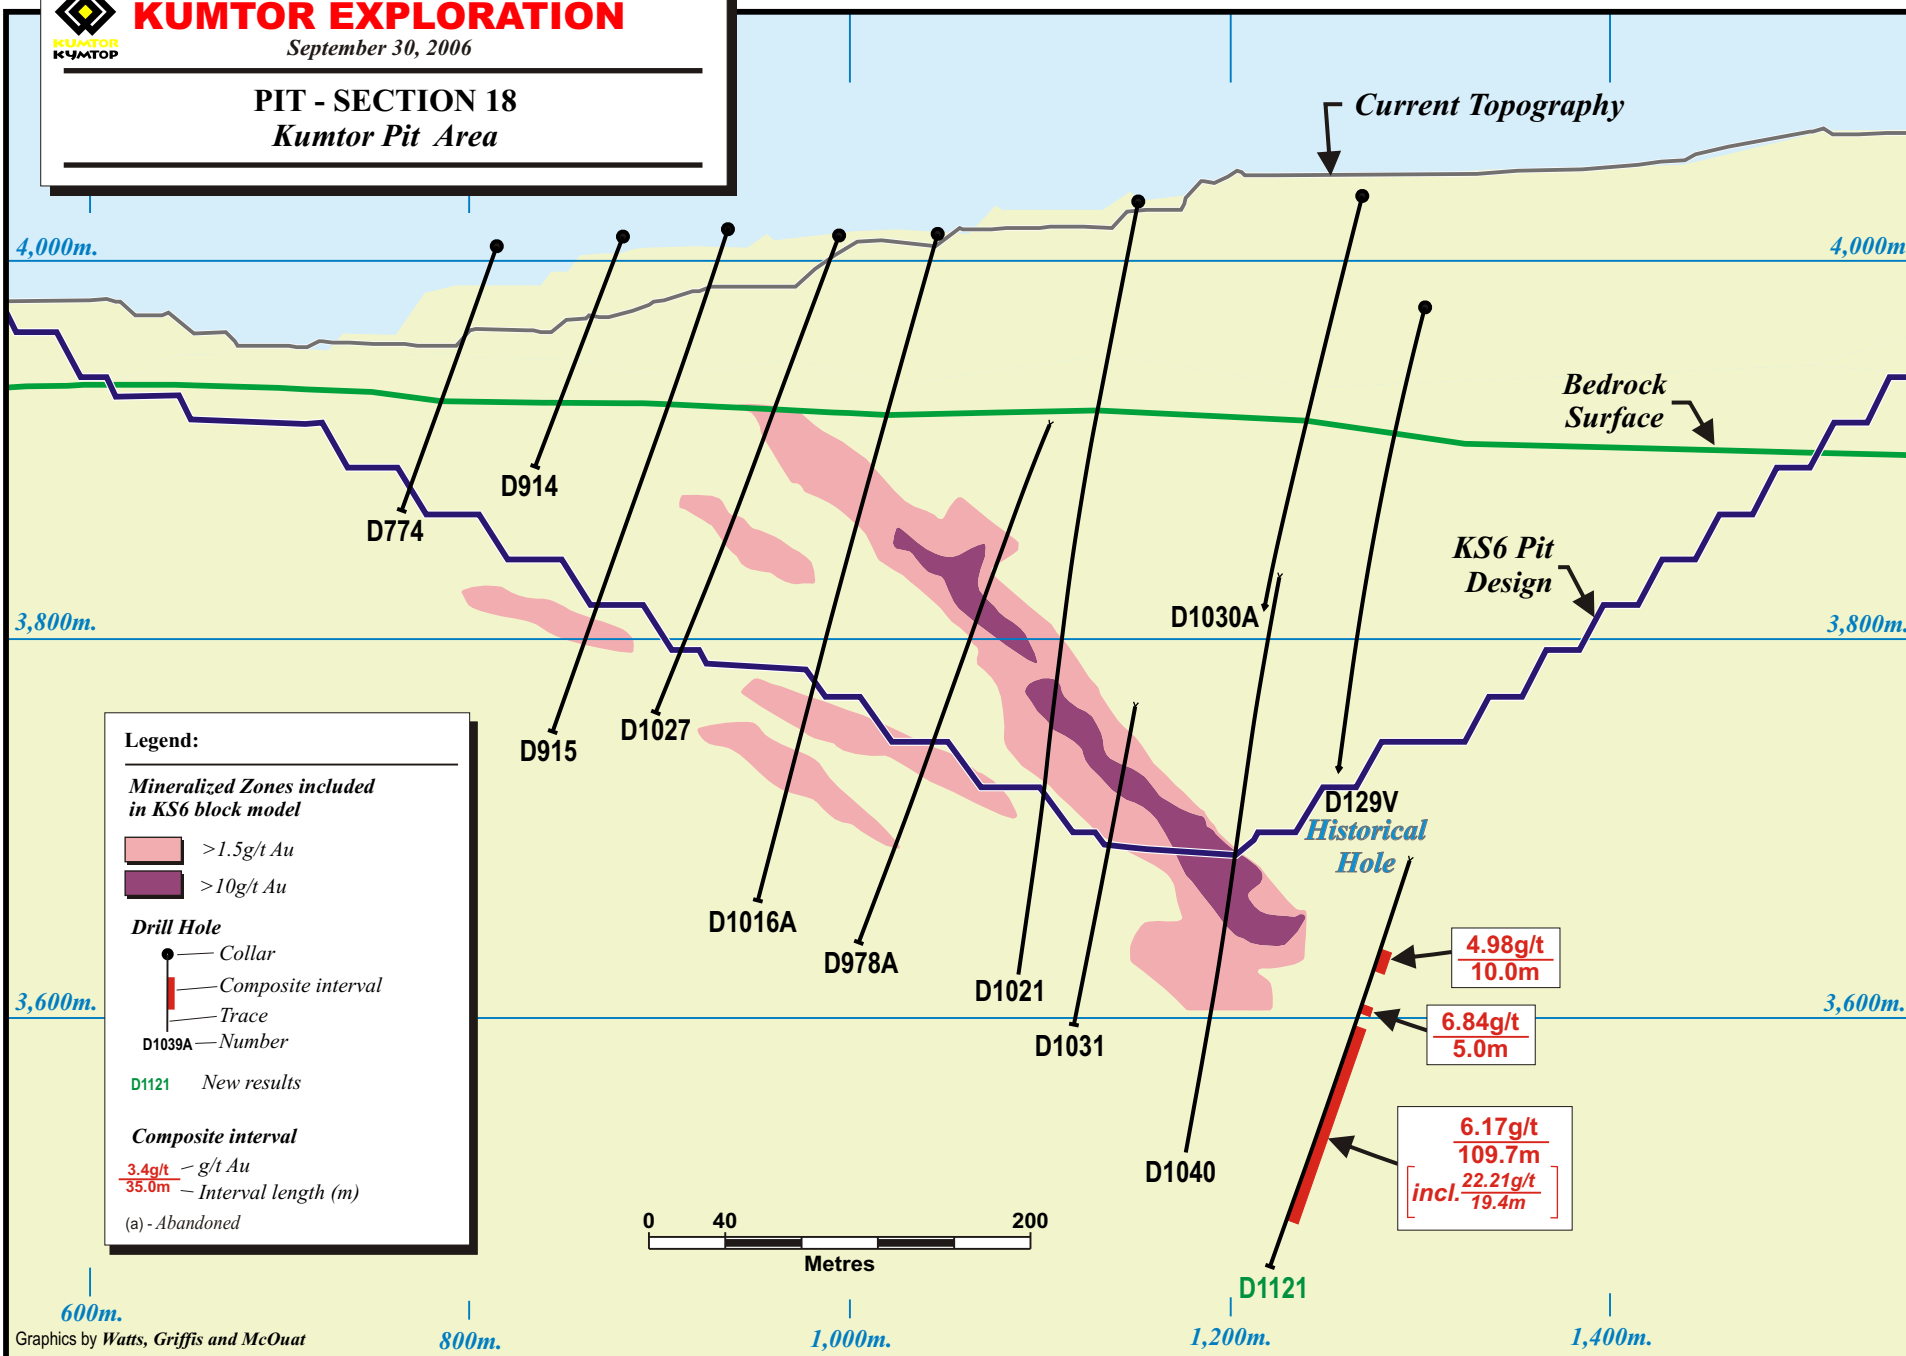 KUMTOR EXPLORATION
KUMTOR
КУМТОР
September 30, 2006
PIT - SECTION 18
Kumtor Pit Area
Current Topography
4,000m.
4,000m
Bedrock
Surface
D914
D774
KS6 Pit
Design
D1030A
3,800m.
3,800m.
D915
D1027
D129V
Historical
Hole
D1016A
D978A
D1021
D1031
D1040
3,600m.
3,600m.
4.98g/t
10.0m
6.84g/t
5.0m
6.17g/t
109.7m
incl. 22.21g/t
19.4m
D1121
Legend:
Mineralized Zones included
in KS6 block model
>1.5g/t Au
>10g/t Au
Drill Hole
Collar
Composite interval
Trace
D1039A Number
D1121 New results
Composite interval
3.4g/t g/t Au
35.0m Interval length (m)
(a) - Abandoned
0 40 200
Metres
600m.
800m.
1,000m.
1,200m.
1,400m.
Graphics by Watts, Griffis and McOuat